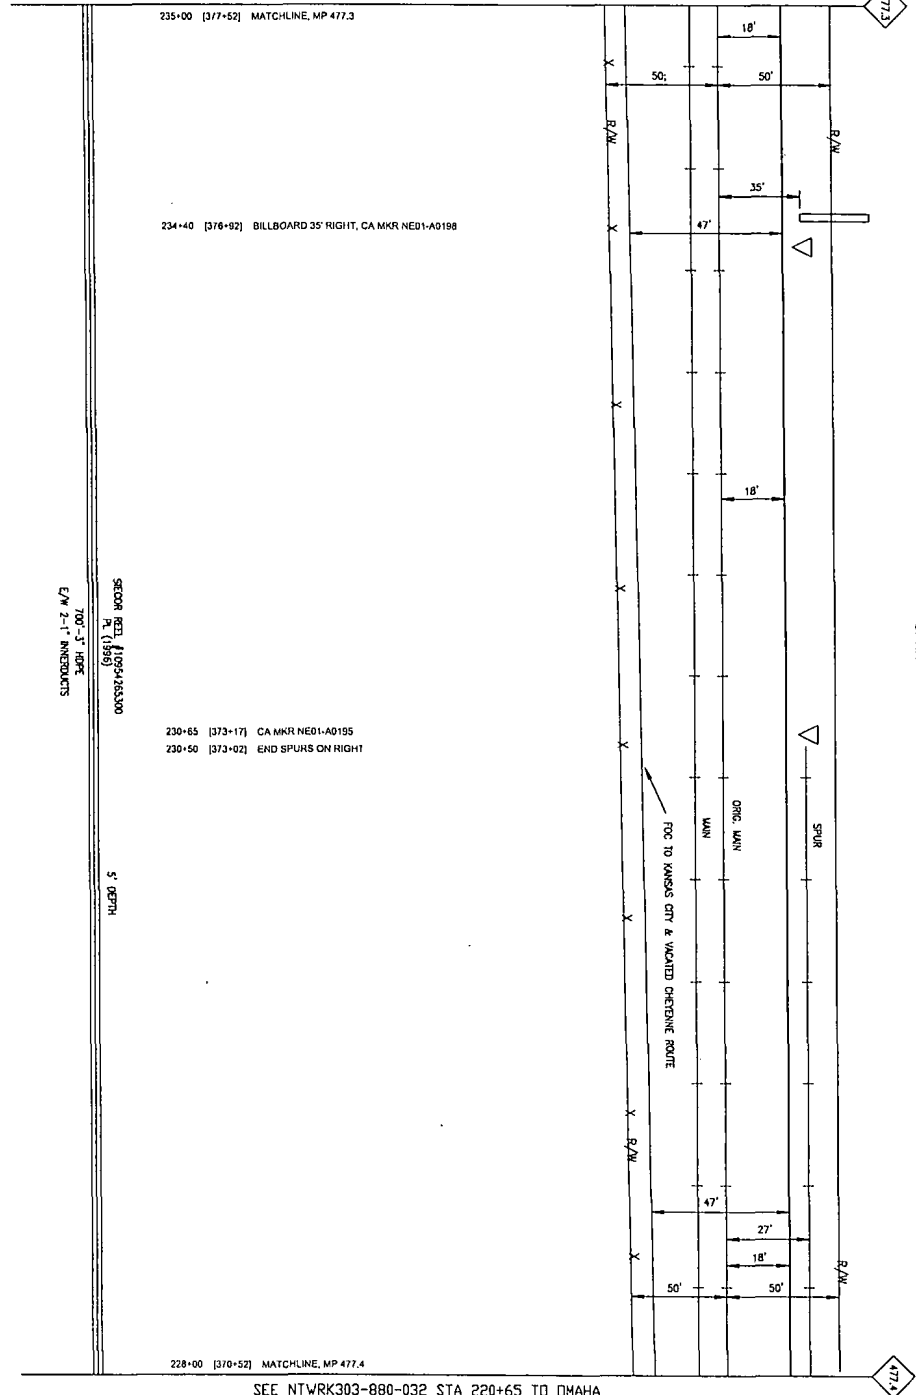 235+00 [377+52] MATCHLINE, MP 477.3
77.3
18'
50;
50'
R/W
R/W
35'
234+40 [376+92] BILLBOARD 35' RIGHT, CA MKR NE01-A0198
47'
18'
SIECOR REEL #10954265300
PL (1996)
700'-3" HDPE
E/W 2-1" INNERDUCTS
230+65 [373+17] CA MKR NE01-A0195
230+50 [373+02] END SPURS ON RIGHT
5' DEPTH
FOC TO KANSAS CITY & VACATED CHEYENNE ROUTE
MAIN
ORIG. MAIN
SPUR
R/W
47'
27'
18'
R/W
50'
50'
228+00 [370+52] MATCHLINE, MP 477.4
477.4
SEE NTWRK303-880-032 STA 220+65 TO OMAHA